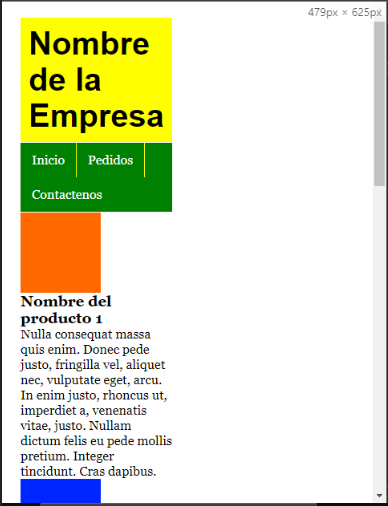 479px × 625px
Nombre
de la
Empresa
Inicio Pedidos
Contactenos
Nombre del
producto 1
Nulla consequat massa
quis enim. Donec pede
justo, fringilla vel, aliquet
nec, vulputate eget, arcu.
In enim justo, rhoncus ut,
imperdiet a, venenatis
vitae, justo. Nullam
dictum felis eu pede mollis
pretium. Integer
tincidunt. Cras dapibus.